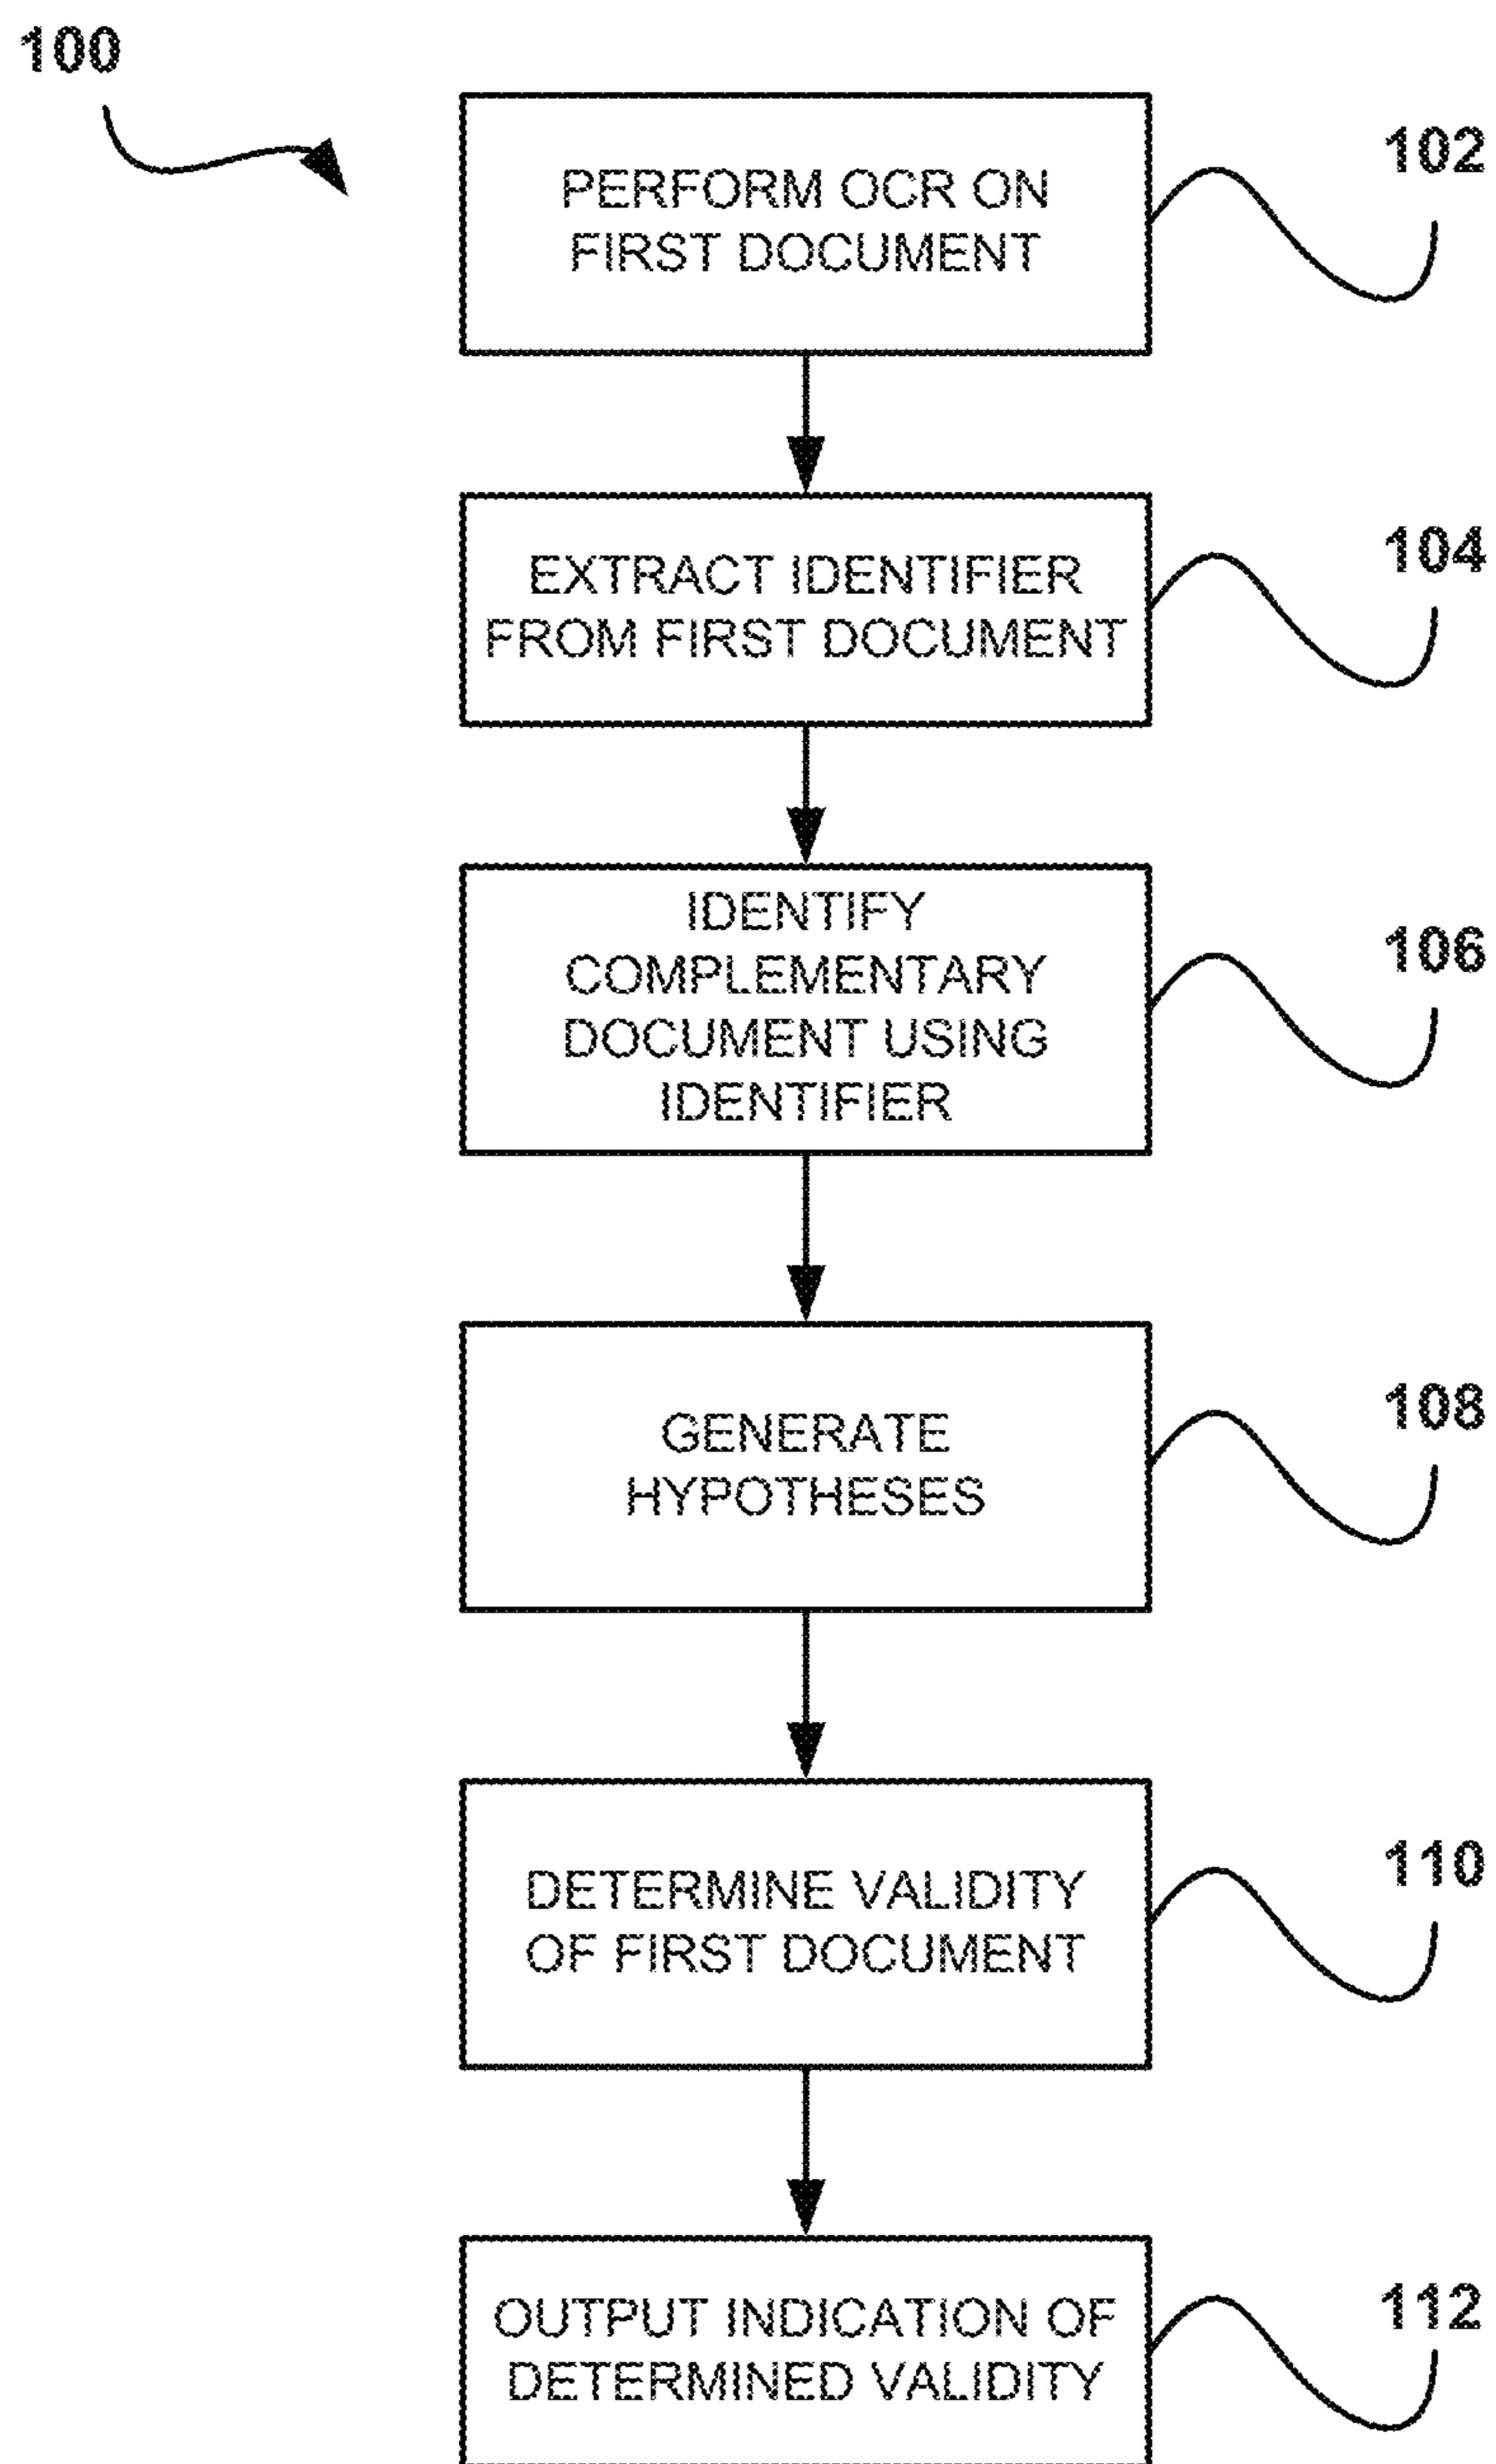 100
PERFORM OCR ON
FIRST DOCUMENT
102
EXTRACT IDENTIFIER
FROM FIRST DOCUMENT
104
IDENTIFY
COMPLEMENTARY
DOCUMENT USING
IDENTIFIER
106
GENERATE
HYPOTHESES
108
DETERMINE VALIDITY
OF FIRST DOCUMENT
110
OUTPUT INDICATION OF
DETERMINED VALIDITY
112